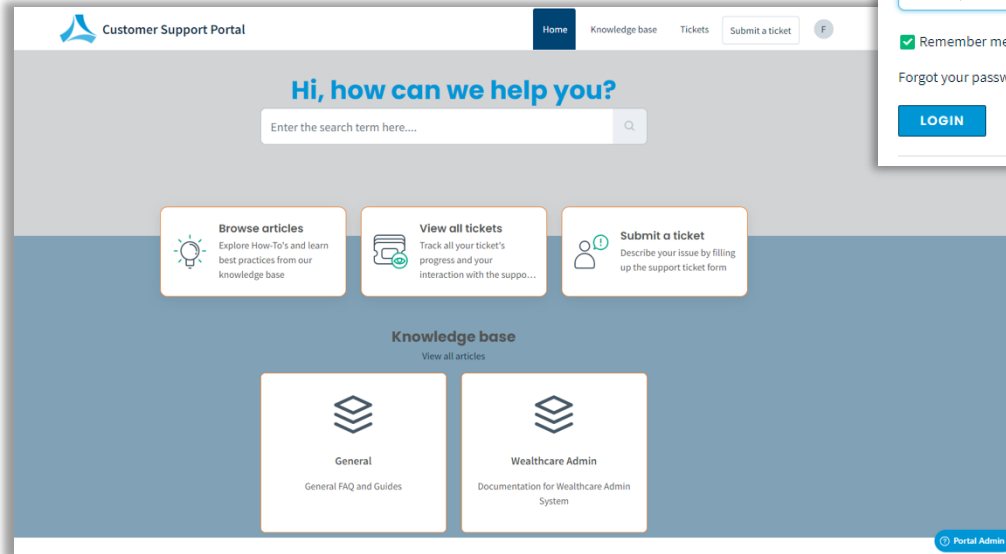 Customer Support Portal
Home
Knowledge base
Tickets
Submit a ticket
F
Remember me
Forgot your
LOGIN
Hi, how can we help you?
Enter the search term here....
Browse articles
Explore How-To's and learn
best practices from our
knowledge base
View all tickets
Track all your ticket's
progress and your
interaction with the suppo...
Submit a ticket
Describe your issue by filling
up the support ticket form
Knowledge base
View all articles
General
General FAQ and Guides
Wealthcare Admin
Documentation for Wealthcare Admin
System
Portal Admin